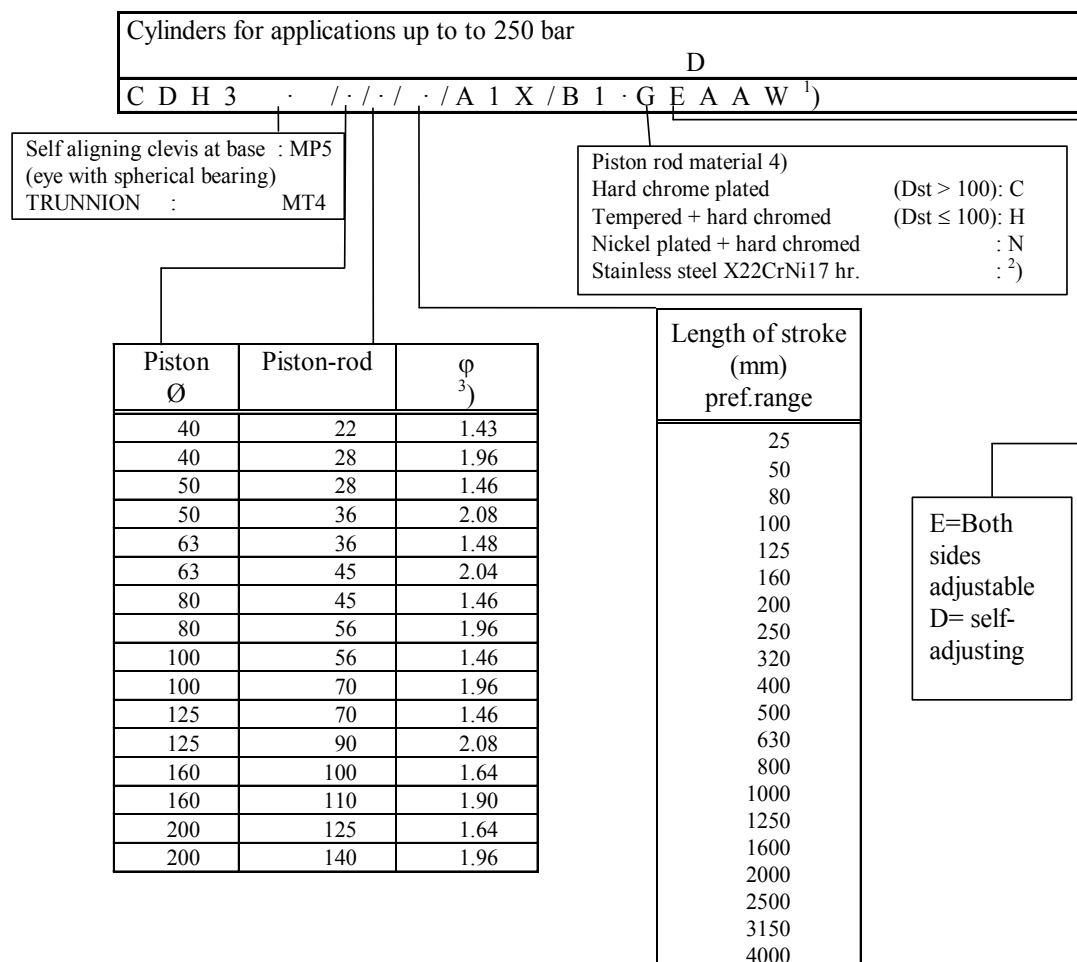 Cylinders for applications up to to 250 bar
D
C D H 3 · / · / · / · / A 1 X / B 1 · G E A A W 1)
Self aligning clevis at base : MP5
(eye with spherical bearing)
TRUNNION : MT4
Piston rod material 4)
Hard chrome plated (Dst > 100): C
Tempered + hard chromed (Dst ≤ 100): H
Nickel plated + hard chromed : N
Stainless steel X22CrNi17 hr. : 2)
Piston Ø Piston-rod φ 3)
40 22 1.43
40 28 1.96
50 28 1.46
50 36 2.08
63 36 1.48
63 45 2.04
80 45 1.46
80 56 1.96
100 56 1.46
100 70 1.96
125 70 1.46
125 90 2.08
160 100 1.64
160 110 1.90
200 125 1.64
200 140 1.96
Length of stroke
(mm)
pref.range
25
50
80
100
125
160
200
250
320
400
500
630
800
1000
1250
1600
2000
2500
3150
4000
E=Both
sides
adjustable
D= self-
adjusting